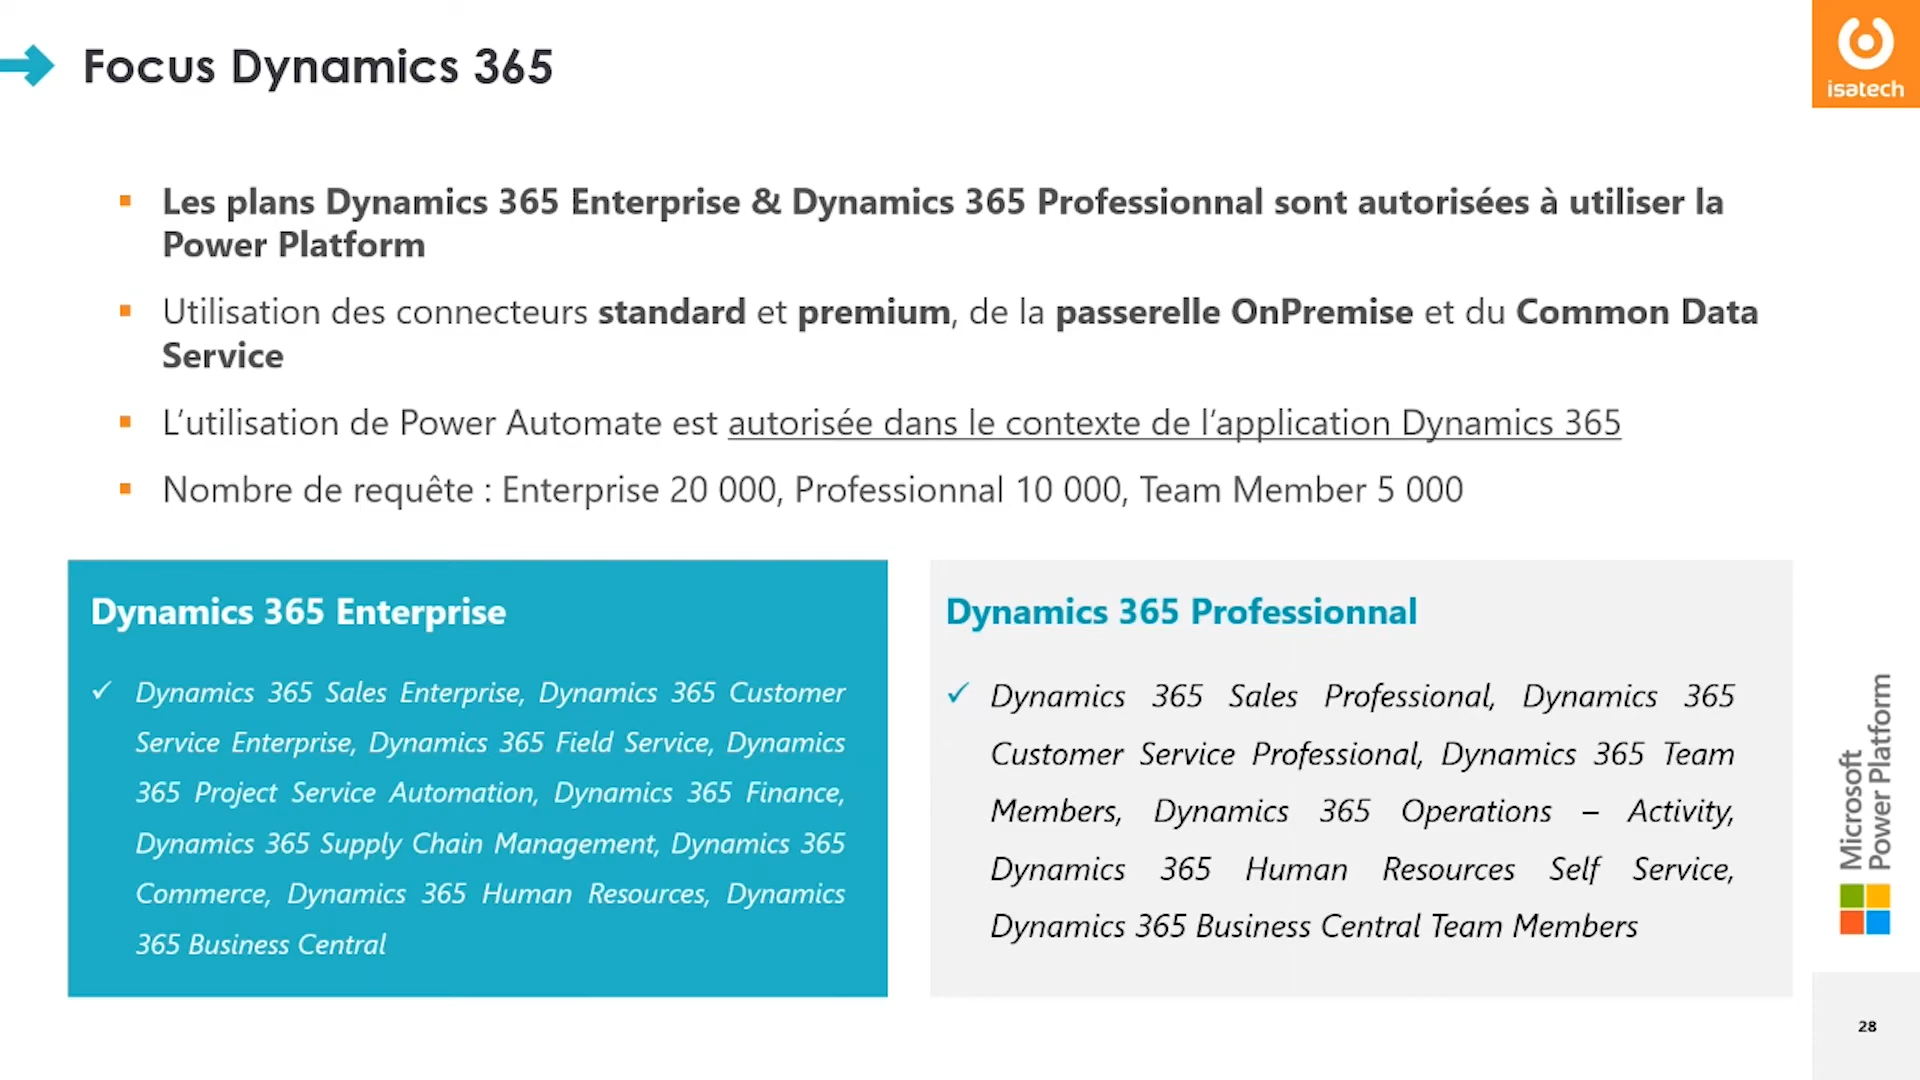 Focus Dynamics 365
isatech
▪ Les plans Dynamics 365 Enterprise & Dynamics 365 Professionnal sont autorisées à utiliser la
Power Platform
▪ Utilisation des connecteurs standard et premium, de la passerelle OnPremise et du Common Data
Service
▪ L’utilisation de Power Automate est autorisée dans le contexte de l’application Dynamics 365
▪ Nombre de requête : Enterprise 20 000, Professionnal 10 000, Team Member 5 000
Dynamics 365 Enterprise
✓ Dynamics 365 Sales Enterprise, Dynamics 365 Customer
Service Enterprise, Dynamics 365 Field Service, Dynamics
365 Project Service Automation, Dynamics 365 Finance,
Dynamics 365 Supply Chain Management, Dynamics 365
Commerce, Dynamics 365 Human Resources, Dynamics
365 Business Central
Dynamics 365 Professionnal
✓ Dynamics 365 Sales Professional, Dynamics 365
Customer Service Professional, Dynamics 365 Team
Members, Dynamics 365 Operations – Activity,
Dynamics 365 Human Resources Self Service,
Dynamics 365 Business Central Team Members
Microsoft
Power Platform
28